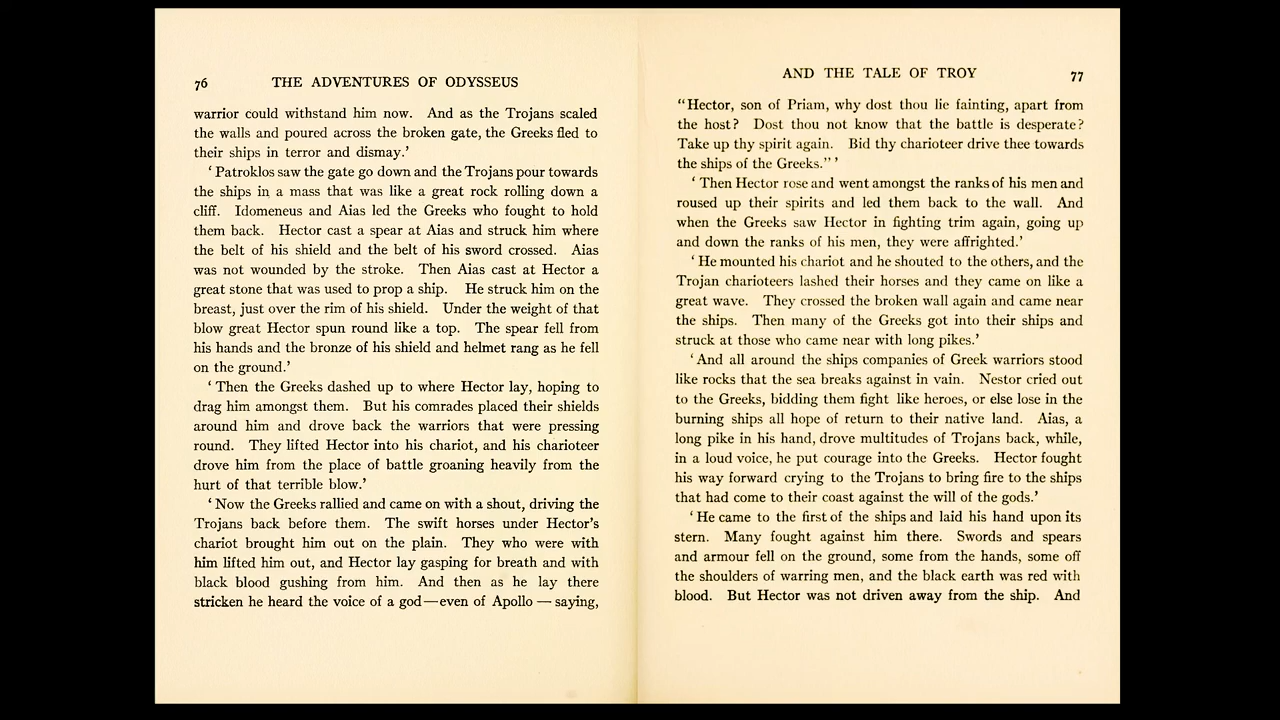 76 THE ADVENTURES OF ODYSSEUS
warrior could withstand him now. And as the Trojans scaled
the walls and poured across the broken gate, the Greeks fled to
their ships in terror and dismay.'
'Patroklos saw the gate go down and the Trojans pour towards
the ships in a mass that was like a great rock rolling down a
cliff. Idomeneus and Aias led the Greeks who fought to hold
them back. Hector cast a spear at Aias and struck him where
the belt of his shield and the belt of his sword crossed. Aias
was not wounded by the stroke. Then Aias cast at Hector a
great stone that was used to prop a ship. He struck him on the
breast, just over the rim of his shield. Under the weight of that
blow great Hector spun round like a top. The spear fell from
his hands and the bronze of his shield and helmet rang as he fell
on the ground.'
'Then the Greeks dashed up to where Hector lay, hoping to
drag him amongst them. But his comrades placed their shields
around him and drove back the warriors that were pressing
round. They lifted Hector into his chariot, and his charioteer
drove him from the place of battle groaning heavily from the
hurt of that terrible blow.'
'Now the Greeks rallied and came on with a shout, driving the
Trojans back before them. The swift horses under Hector's
chariot brought him out on the plain. They who were with
him lifted him out, and Hector lay gasping for breath and with
black blood gushing from him. And then as he lay there
stricken he heard the voice of a god—even of Apollo — saying,
AND THE TALE OF TROY 77
"Hector, son of Priam, why dost thou lie fainting, apart from
the host? Dost thou not know that the battle is desperate?
Take up thy spirit again. Bid thy charioteer drive thee towards
the ships of the Greeks."'
'Then Hector rose and went amongst the ranks of his men and
roused up their spirits and led them back to the wall. And
when the Greeks saw Hector in fighting trim again, going up
and down the ranks of his men, they were affrighted.'
'He mounted his chariot and he shouted to the others, and the
Trojan charioteers lashed their horses and they came on like a
great wave. They crossed the broken wall again and came near
the ships. Then many of the Greeks got into their ships and
struck at those who came near with long pikes.'
'And all around the ships companies of Greek warriors stood
like rocks that the sea breaks against in vain. Nestor cried out
to the Greeks, bidding them fight like heroes, or else lose in the
burning ships all hope of return to their native land. Aias, a
long pike in his hand, drove multitudes of Trojans back, while,
in a loud voice, he put courage into the Greeks. Hector fought
his way forward crying to the Trojans to bring fire to the ships
that had come to their coast against the will of the gods.'
'He came to the first of the ships and laid his hand upon its
stern. Many fought against him there. Swords and spears
and armour fell on the ground, some from the hands, some off
the shoulders of warring men, and the black earth was red with
blood. But Hector was not driven away from the ship. And